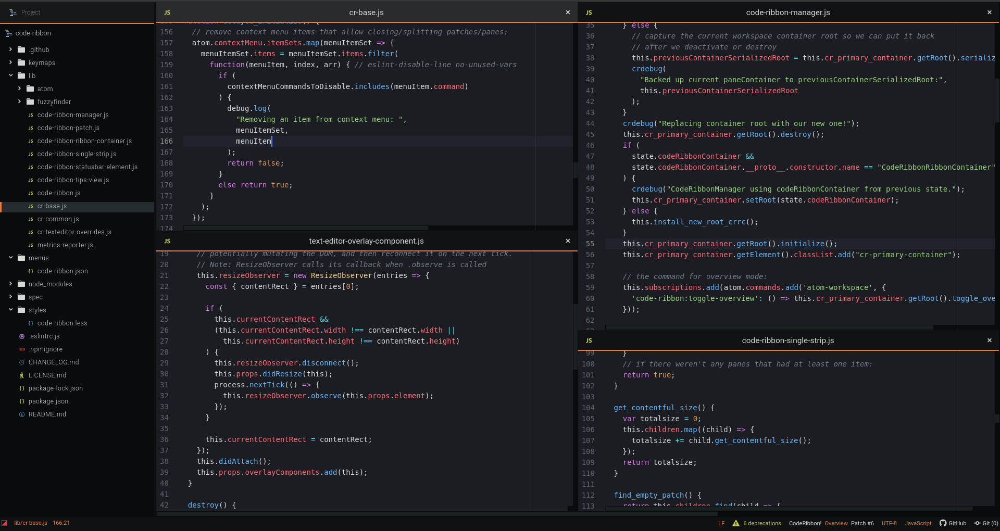 Project
code-ribbon
.github
keymaps
lib
atom
fuzzyfinder
JS code-ribbon-manager.js
JS code-ribbon-patch.js
JS code-ribbon-ribbon-container.js
JS code-ribbon-single-strip.js
JS code-ribbon-statusbar-element.js
JS code-ribbon-tips-view.js
JS code-ribbon.js
JS cr-base.js
JS cr-common.js
JS cr-texteditor-overrides.js
JS metrics-reporter.js
menus
{} code-ribbon.json
node_modules
spec
styles
{} code-ribbon.less
.eslintrc.js
.npmignore
CHANGELOG.md
LICENSE.md
{} package-lock.json
{} package.json
README.md
JS cr-base.js ×
156 // remove context menu items that allow closing/splitting patches/panes:
157 atom.contextMenu.itemSets.map(menuItemSet => {
158 menuItemSet.items = menuItemSet.items.filter(
159 function(menuItem, index, arr) { // eslint-disable-line no-unused-vars
160 if (
161 contextMenuCommandsToDisable.includes(menuItem.command)
162 ) {
163 debug.log(
164 "Removing an item from context menu: ",
165 menuItemSet,
166 menuItem
167 );
168 return false;
169 }
170 else return true;
171 }
172 );
173 });
174
JS text-editor-overlay-component.js ×
19 // potentially mutating the DOM, and then reconnect it on the next tick.
20 // Note: ResizeObserver calls its callback when .observe is called
21 this.resizeObserver = new ResizeObserver(entries => {
22 const { contentRect } = entries[0];
23
24 if (
25 this.currentContentRect &&
26 (this.currentContentRect.width !== contentRect.width ||
27 this.currentContentRect.height !== contentRect.height)
28 ) {
29 this.resizeObserver.disconnect();
30 this.props.didResize(this);
31 process.nextTick(() => {
32 this.resizeObserver.observe(this.props.element);
33 });
34 }
35
36 this.currentContentRect = contentRect;
37 });
38 this.didAttach();
39 this.props.overlayComponents.add(this);
40 }
41
42 destroy() {
JS code-ribbon-manager.js ×
35 } else {
36 // capture the current workspace container root so we can put it back
37 // after we deactivate or destroy
38 this.previousContainerSerializedRoot = this.cr_primary_container.getRoot().serializ
39 crdebug(
40 "Backed up current paneContainer to previousContainerSerializedRoot:",
41 this.previousContainerSerializedRoot
42 );
43 }
44 crdebug("Replacing container root with our new one!");
45 this.cr_primary_container.getRoot().destroy();
46 if (
47 state.codeRibbonContainer &&
48 state.codeRibbonContainer.__proto__.constructor.name == "CodeRibbonRibbonContainer"
49 ) {
50 crdebug("CodeRibbonManager using codeRibbonContainer from previous state.");
51 this.cr_primary_container.setRoot(state.codeRibbonContainer);
52 } else {
53 this.install_new_root_crrc();
54 }
55 this.cr_primary_container.getRoot().initialize();
56 this.cr_primary_container.getElement().classList.add("cr-primary-container");
57
58 // the command for overview mode:
59 this.subscriptions.add(atom.commands.add('atom-workspace', {
60 'code-ribbon:toggle-overview': () => this.cr_primary_container.getRoot().toggle_ove
61 }));
62
JS code-ribbon-single-strip.js ×
99 }
100 // if there weren't any panes that had at least one item:
101 return true;
102 }
103
104 get_contentful_size() {
105 var totalsize = 0;
106 this.children.map((child) => {
107 totalsize += child.get_contentful_size();
108 });
109 return totalsize;
110 }
111
112 find_empty_patch() {
113 return this.children.find(child => {
lib/cr-base.js 166:21
LF 6 deprecations CodeRibbon! Overview Patch #6 UTF-8 JavaScript GitHub Git (0)